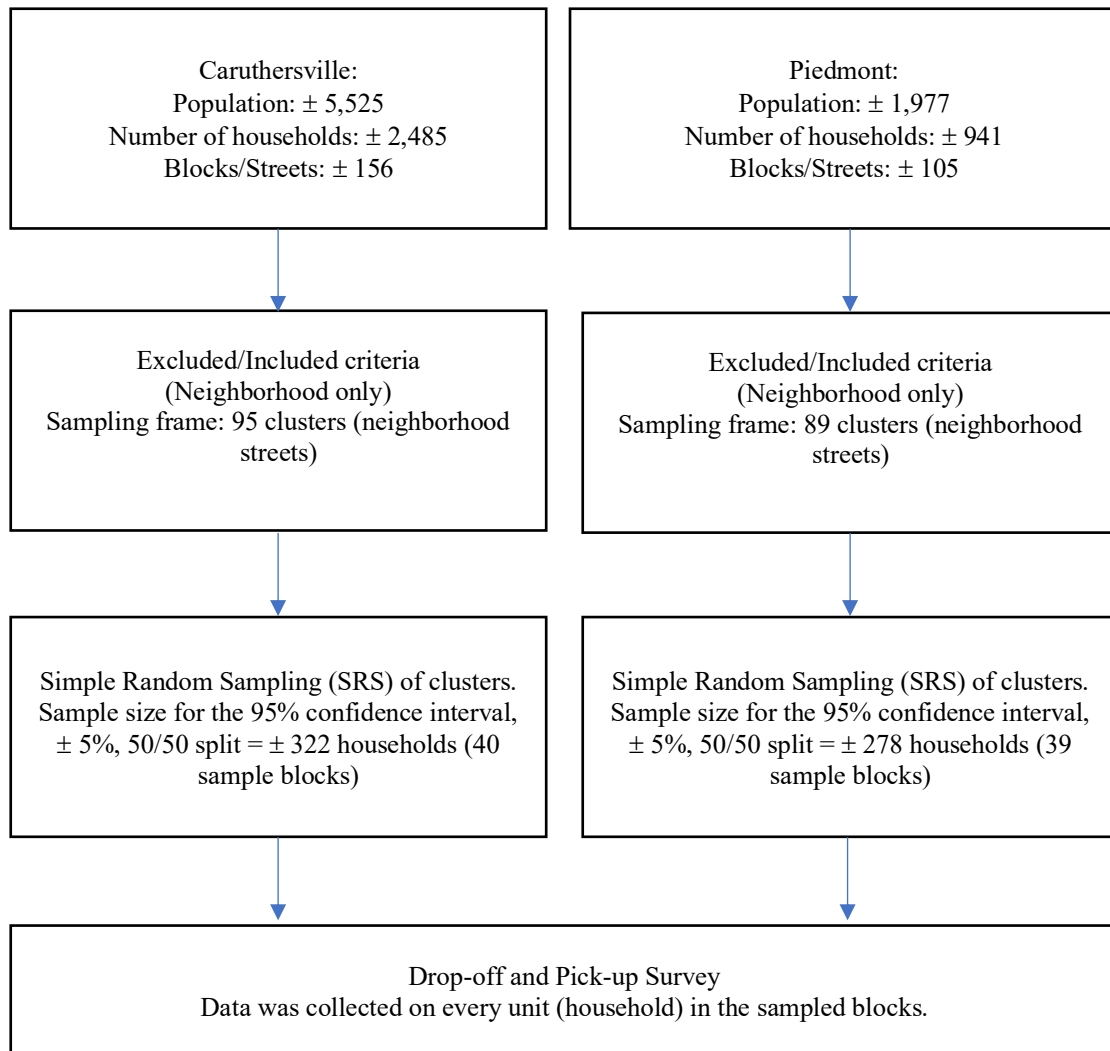 Caruthersville:
Population: ± 5,525
Number of households: ± 2,485
Blocks/Streets: ± 156
Piedmont:
Population: ± 1,977
Number of households: ± 941
Blocks/Streets: ± 105
Excluded/Included criteria
(Neighborhood only)
Sampling frame: 95 clusters (neighborhood
streets)
Excluded/Included criteria
(Neighborhood only)
Sampling frame: 89 clusters (neighborhood
streets)
Simple Random Sampling (SRS) of clusters.
Sample size for the 95% confidence interval,
± 5%, 50/50 split = ± 322 households (40
sample blocks)
Simple Random Sampling (SRS) of clusters.
Sample size for the 95% confidence interval,
± 5%, 50/50 split = ± 278 households (39
sample blocks)
Drop-off and Pick-up Survey
Data was collected on every unit (household) in the sampled blocks.